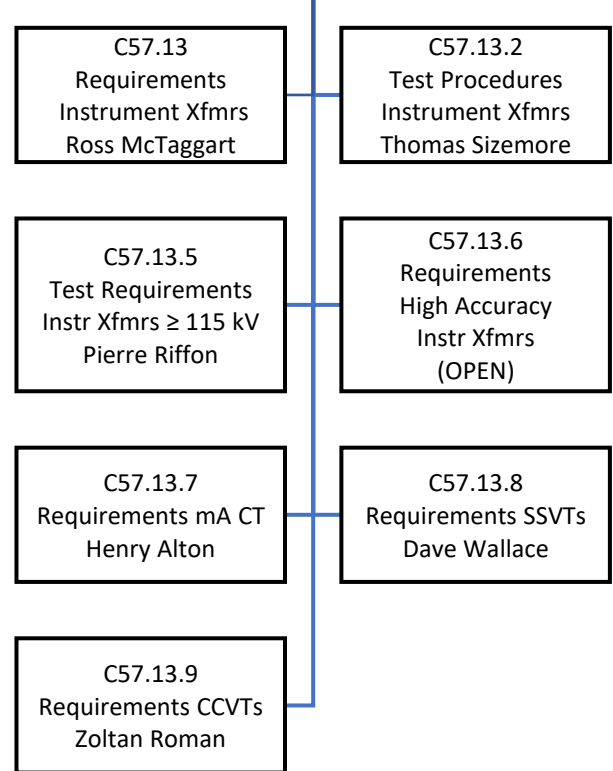 C57.13
Requirements
Instrument Xfmrs
Ross McTaggart
C57.13.2
Test Procedures
Instrument Xfmrs
Thomas Sizemore
C57.13.5
Test Requirements
Instr Xfmrs ≥ 115 kV
Pierre Riffon
C57.13.6
Requirements
High Accuracy
Instr Xfmrs
(OPEN)
C57.13.7
Requirements mA CT
Henry Alton
C57.13.8
Requirements SSVTs
Dave Wallace
C57.13.9
Requirements CCVTs
Zoltan Roman